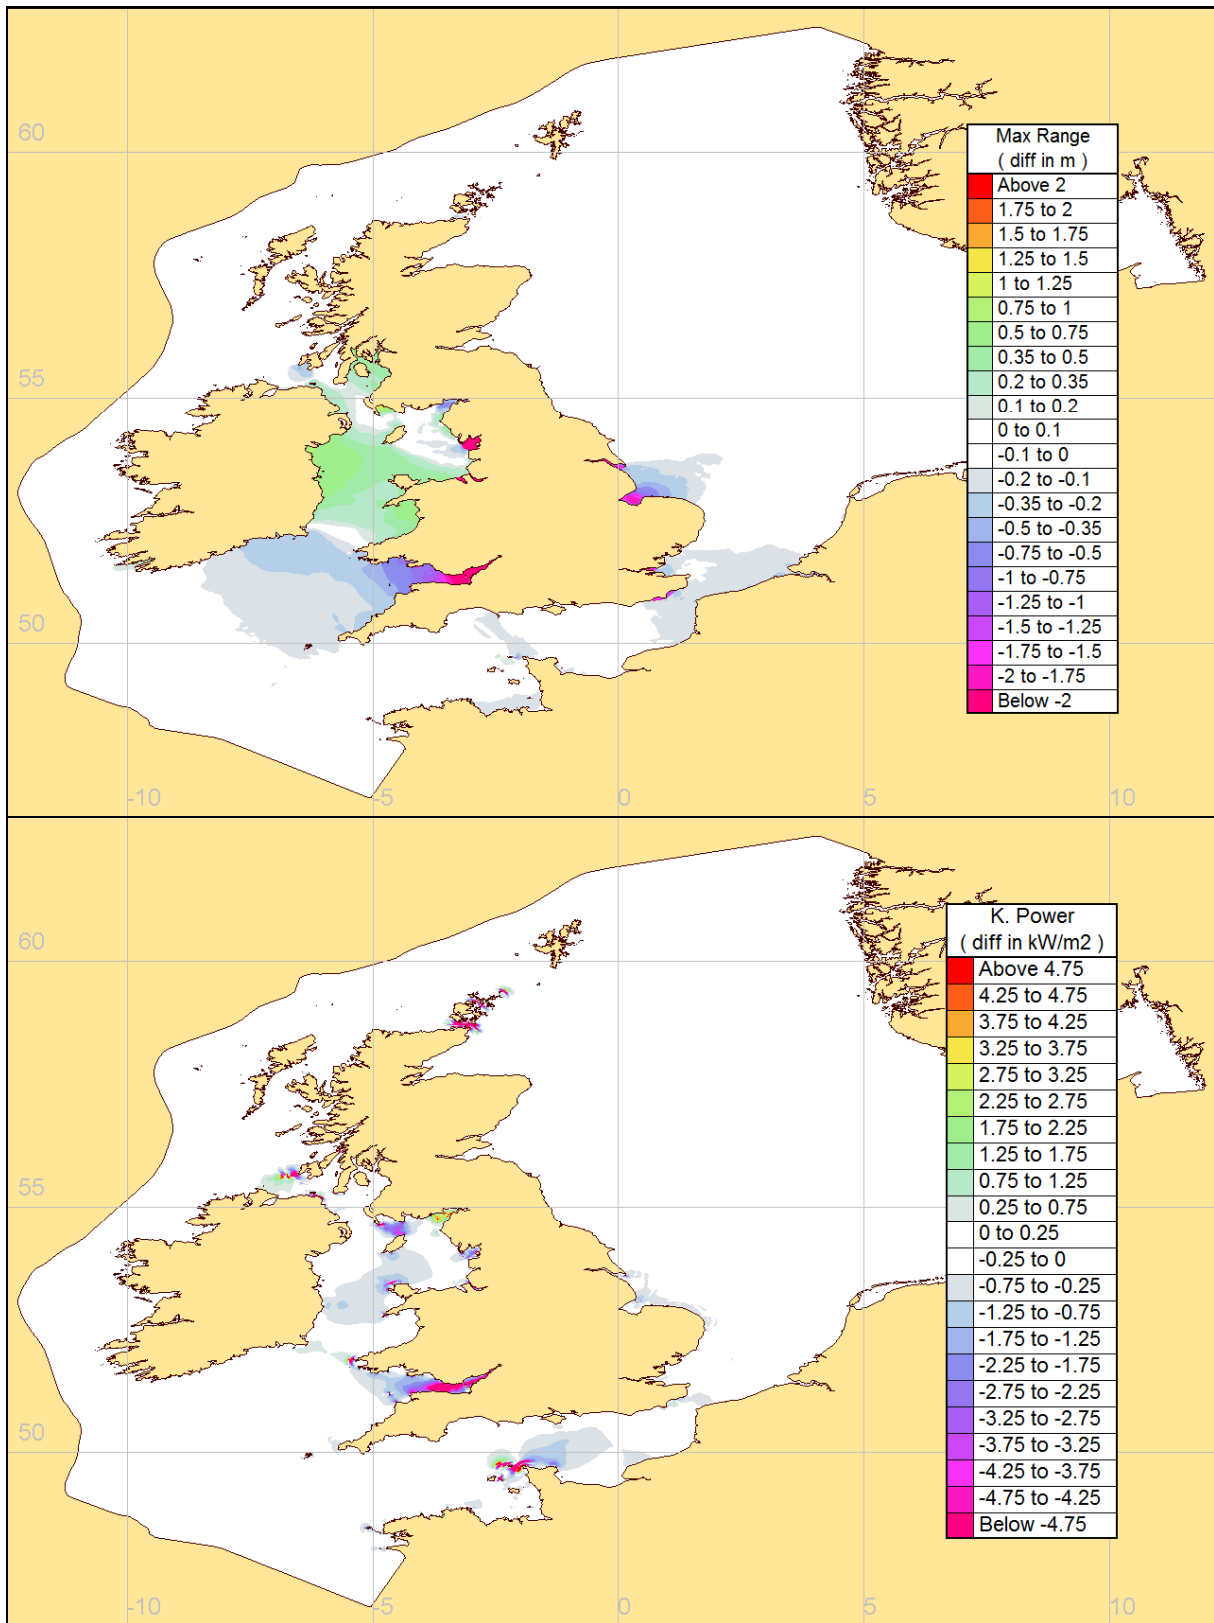 60
55
50
-10
-5
0
5
10
Max Range
( diff in m )
Above 2
1.75 to 2
1.5 to 1.75
1.25 to 1.5
1 to 1.25
0.75 to 1
0.5 to 0.75
0.35 to 0.5
0.2 to 0.35
0.1 to 0.2
0 to 0.1
-0.1 to 0
-0.2 to -0.1
-0.35 to -0.2
-0.5 to -0.35
-0.75 to -0.5
-1 to -0.75
-1.25 to -1
-1.5 to -1.25
-1.75 to -1.5
-2 to -1.75
Below -2
60
55
50
-10
-5
0
5
10
K. Power
( diff in kW/m2 )
Above 4.75
4.25 to 4.75
3.75 to 4.25
3.25 to 3.75
2.75 to 3.25
2.25 to 2.75
1.75 to 2.25
1.25 to 1.75
0.75 to 1.25
0.25 to 0.75
0 to 0.25
-0.25 to 0
-0.75 to -0.25
-1.25 to -0.75
-1.75 to -1.25
-2.25 to -1.75
-2.75 to -2.25
-3.25 to -2.75
-3.75 to -3.25
-4.25 to -3.75
-4.75 to -4.25
Below -4.75